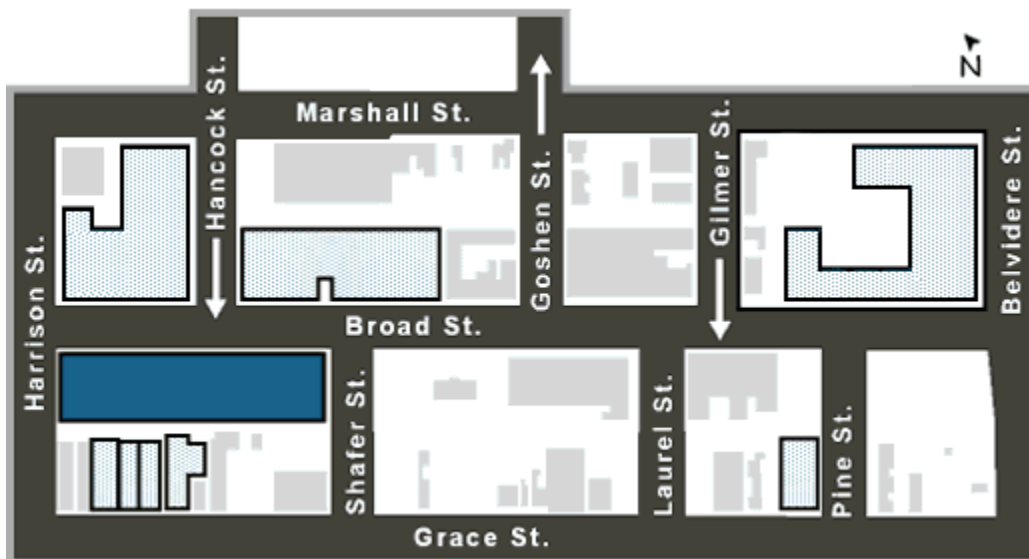 N
Marshall St.
Hancock St.
Goshen St.
Gilmer St.
Belvidere St.
Harrison St.
Broad St.
Shafer St.
Laurel St.
Pine St.
Grace St.